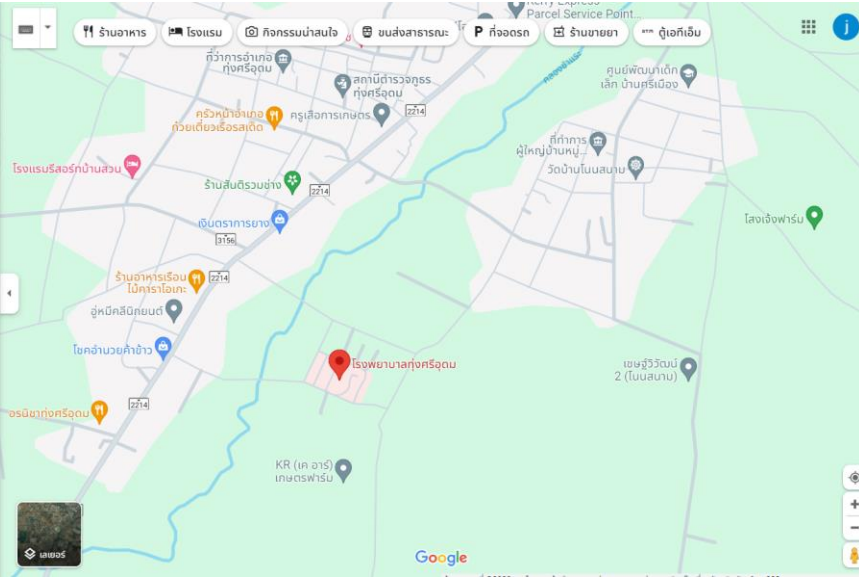 Kerry Express
Parcel Service Point...
ร้านอาหาร
โรงแรม
กิจกรรมน่าสนใจ
ขนส่งสาธารณะ
P ที่จอดรถ
ร้านขายยา
ATM ตู้เอทีเอ็ม
j
ที่ว่าการอำเภอ
ทุ่งศรีอุดม
สถานีตำรวจภูธร
ทุ่งศรีอุดม
คลองลำแระ
ศูนย์พัฒนาเด็ก
เล็ก บ้านศรีเมือง
ครัวหน้าอำเภอ
ก๋วยเตี๋ยวเรือรสเด็ด
ครูเสือการเกษตร
2214
ที่ทำการ
ผู้ใหญ่บ้านหมู่...
วัดบ้านโนนสนาม
โรงแรมรีสอร์ทบ้านสวน
ร้านสันติรวมช่าง
2214
เงินตราการยาง
3156
โสงเจ้งฟาร์ม
ร้านอาหารเรือน
ไม้คาราโอเกะ
2214
อู่หมีคลีนิกยนต์
โชคอำนวยค้าข้าว
โรงพยาบาลทุ่งศรีอุดม
เชษฐ์วิวัฒน์
2 (โนนสนาม)
2214
อรนิชาทุ่งศรีอุดม
KR (เค อาร์)
เกษตรฟาร์ม
เลเยอร์
Google